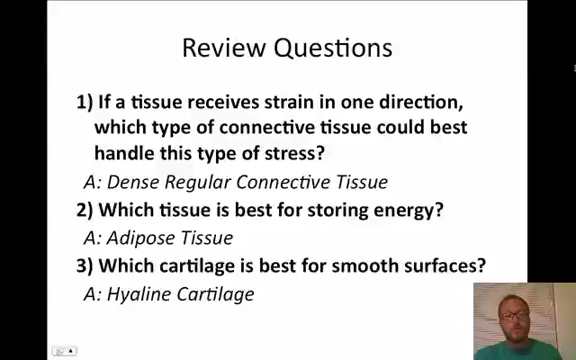 Review Questions
1) If a tissue receives strain in one direction,
which type of connective tissue could best
handle this type of stress?
A: Dense Regular Connective Tissue
2) Which tissue is best for storing energy?
A: Adipose Tissue
3) Which cartilage is best for smooth surfaces?
A: Hyaline Cartilage